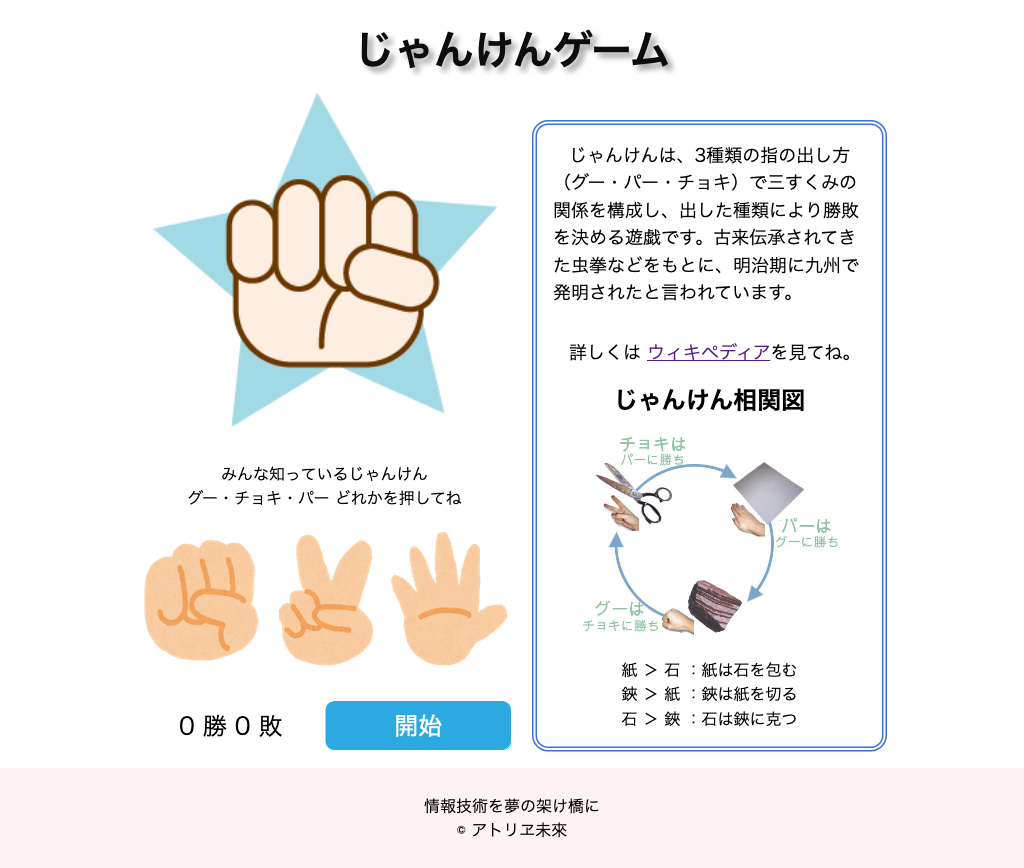 じゃんけんゲーム
みんな知っているじゃんけん
グー・チョキ・パー どれかを押してね
0 勝 0 敗
開始
じゃんけんは、3種類の指の出し方
（グー・パー・チョキ）で三すくみの
関係を構成し、出した種類により勝敗
を決める遊戯です。古来伝承されてき
た虫拳などをもとに、明治期に九州で
発明されたと言われています。
詳しくは ウィキペディアを見てね。
じゃんけん相関図
チョキは
パーに勝ち
パーは
グーに勝ち
グーは
チョキに勝ち
紙 ＞ 石 ：紙は石を包む
鋏 ＞ 紙 ：鋏は紙を切る
石 ＞ 鋏 ：石は鋏に克つ
情報技術を夢の架け橋に
© アトリヱ未來